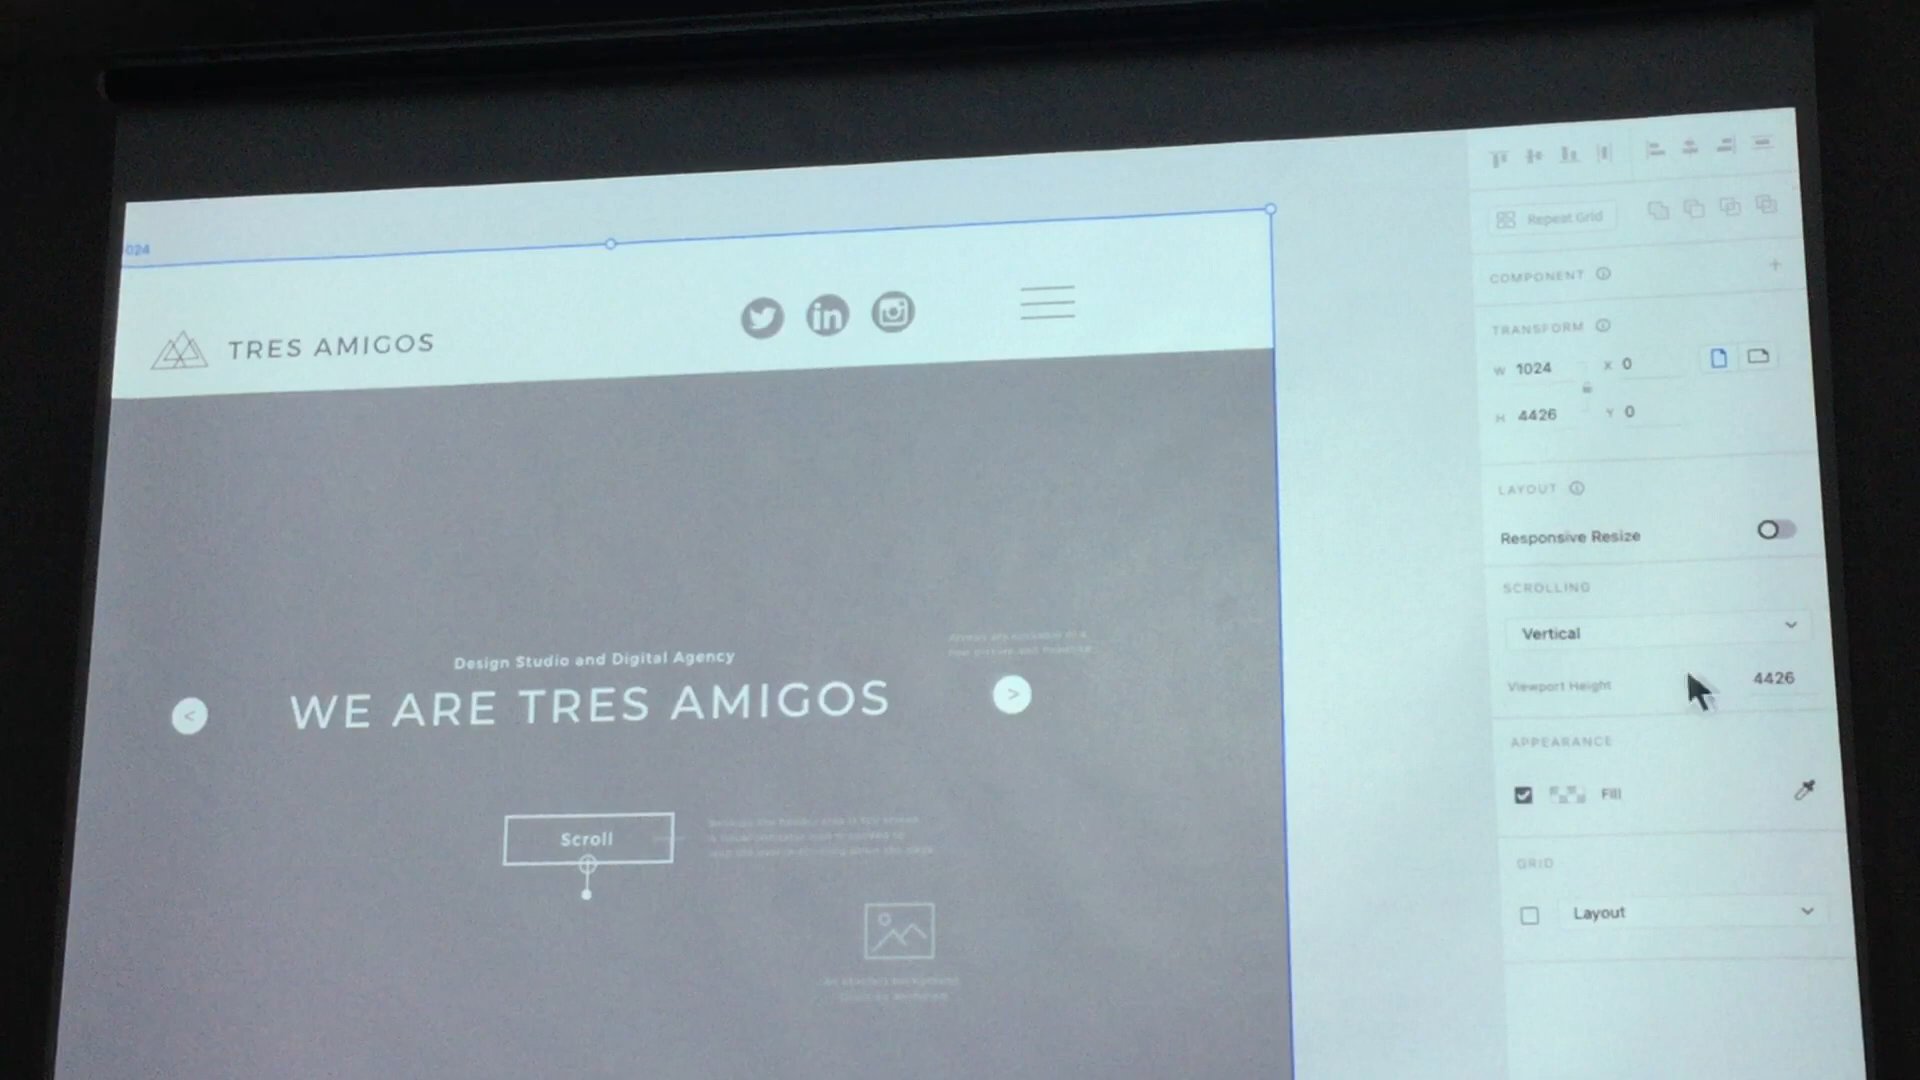 024
TRES AMIGOS
in
Design Studio and Digital Agency
WE ARE TRES AMIGOS
<
>
Scroll
Repeat Grid
COMPONENT
TRANSFORM
W 1024
X 0
H 4426
Y 0
LAYOUT
Responsive Resize
SCROLLING
Vertical
Viewport Height
4426
APPEARANCE
Fill
GRID
Layout